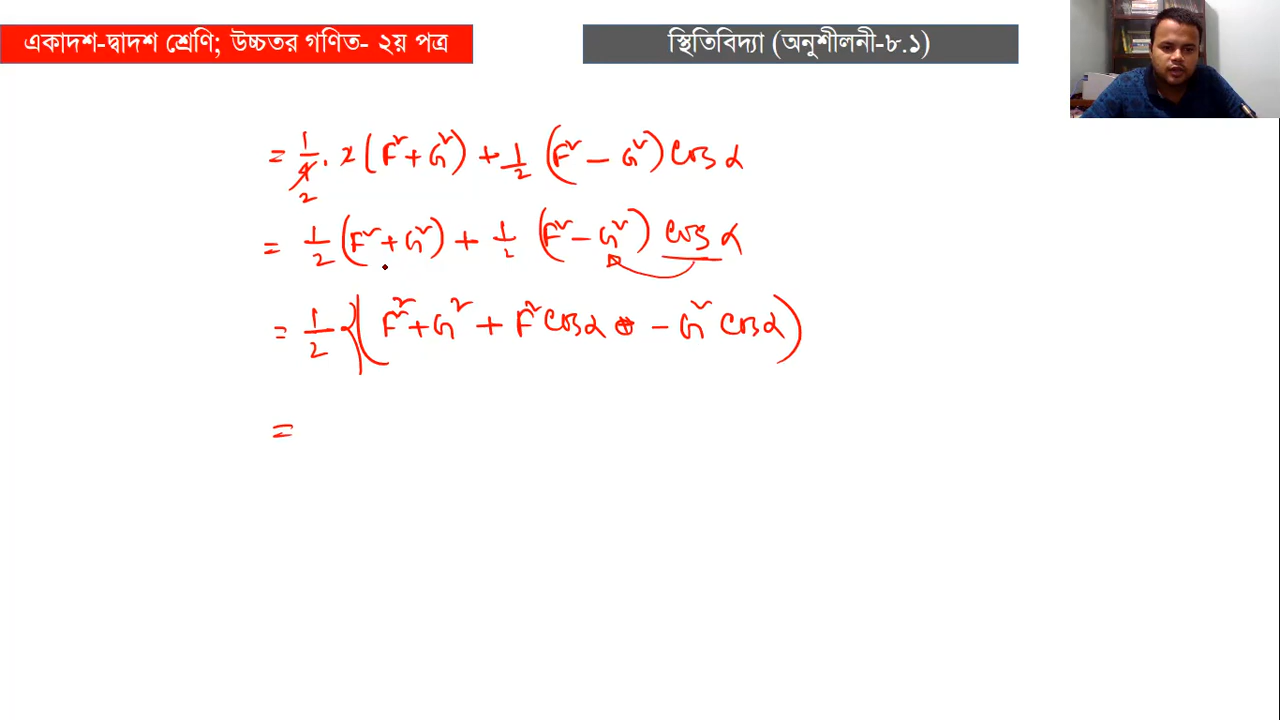 একাদশ-দ্বাদশ শ্রেণি; উচ্চতর গণিত- ২য় পত্র
স্থিতিবিদ্যা (অনুশীলনী-৮.১)
= 1/4 2 . 2 (F² + G²) + 1/2 (F² - G²) cos α
= 1/2 (F² + G²) + 1/2 (F² - G²) cos α
= 1/2 {(F² + G² + F² cos α - G² cos α)
=